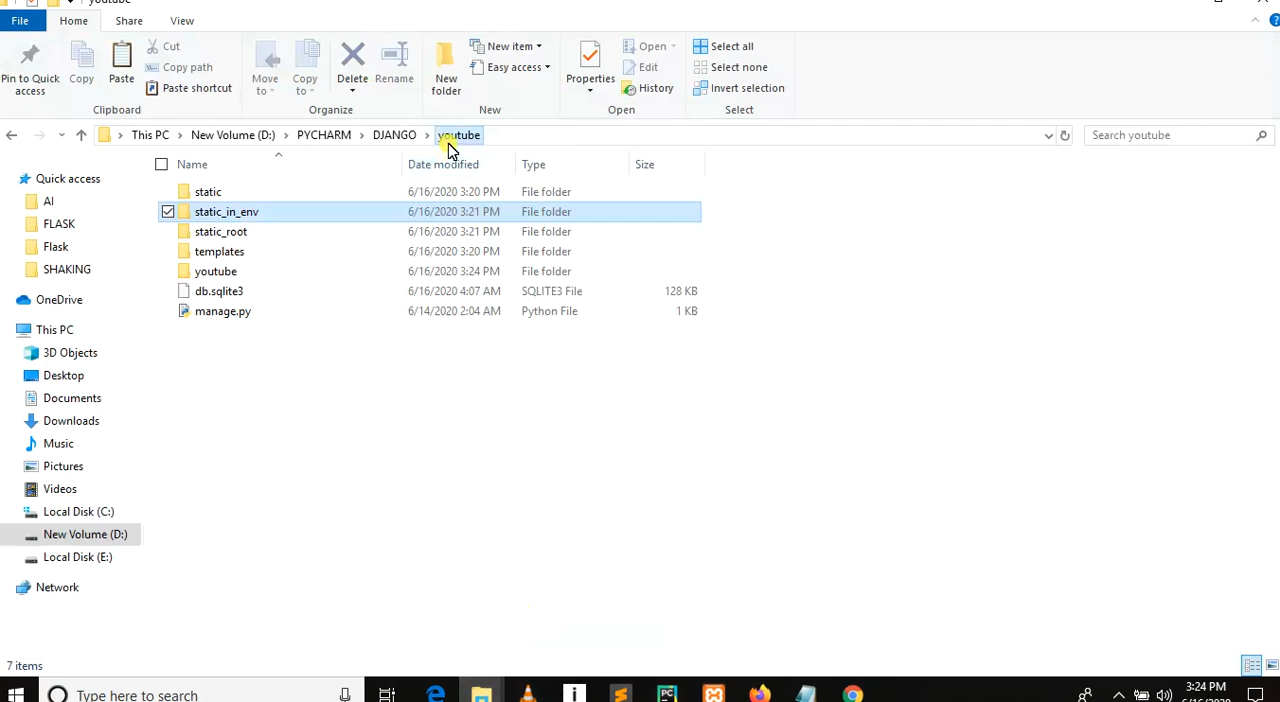 youtube
File Home Share View
Pin to Quick access
Copy
Paste
Cut
Copy path
Paste shortcut
Clipboard
Move to
Copy to
Delete
Rename
Organize
New folder
New item
Easy access
New
Properties
Open
Edit
History
Open
Select all
Select none
Invert selection
Select
This PC > New Volume (D:) > PYCHARM > DJANGO > youtube
Search youtube
Name Date modified Type Size
static 6/16/2020 3:20 PM File folder
static_in_env 6/16/2020 3:21 PM File folder
static_root 6/16/2020 3:21 PM File folder
templates 6/16/2020 3:20 PM File folder
youtube 6/16/2020 3:24 PM File folder
db.sqlite3 6/16/2020 4:07 AM SQLITE3 File 128 KB
manage.py 6/14/2020 2:04 AM Python File 1 KB
Quick access
AI
FLASK
Flask
SHAKING
OneDrive
This PC
3D Objects
Desktop
Documents
Downloads
Music
Pictures
Videos
Local Disk (C:)
New Volume (D:)
Local Disk (E:)
Network
7 items
Type here to search
3:24 PM
6/16/2020